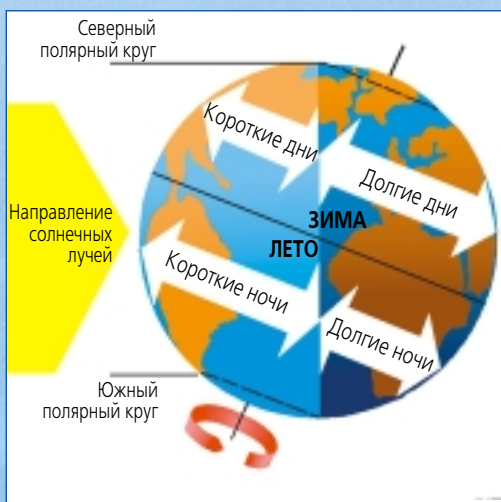 Северный
полярный круг
Короткие дни
Долгие дни
Направление
солнечных
лучей
ЗИМА
ЛЕТО
Короткие ночи
Долгие ночи
Южный
полярный круг